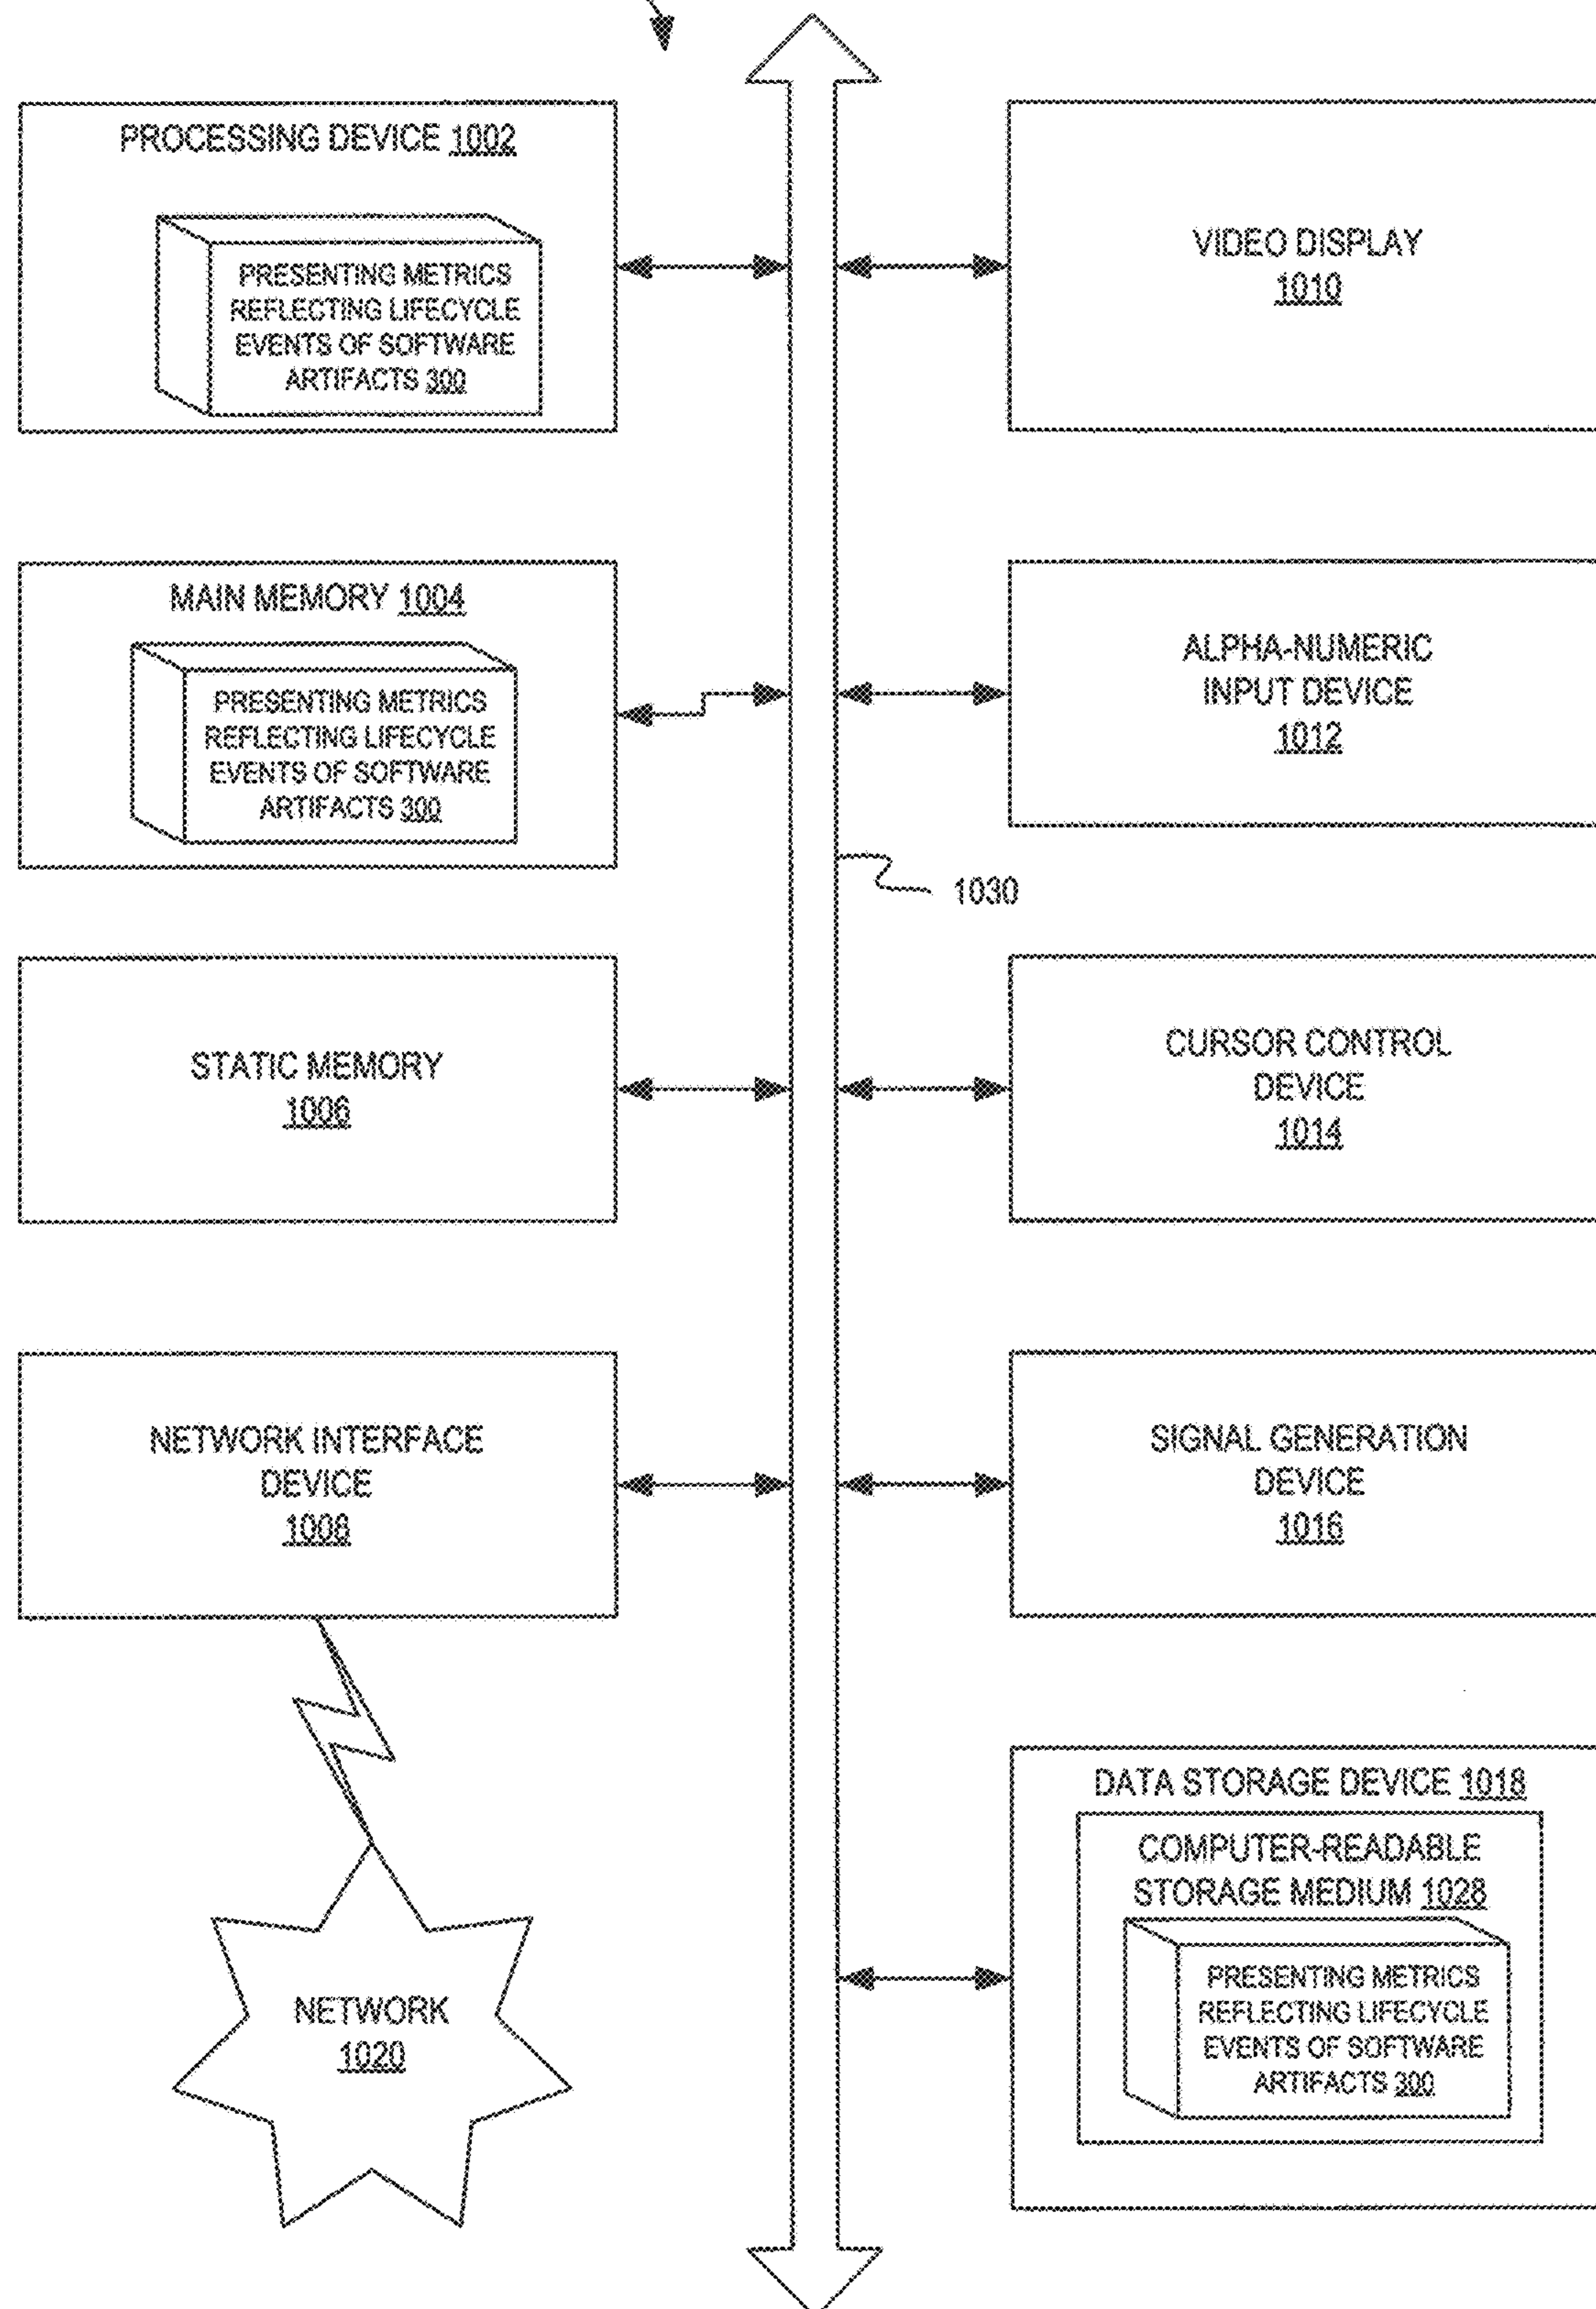 PROCESSING DEVICE 1002
PRESENTING METRICS
REFLECTING LIFECYCLE
EVENTS OF SOFTWARE
ARTIFACTS 300
VIDEO DISPLAY
1010
MAIN MEMORY 1004
PRESENTING METRICS
REFLECTING LIFECYCLE
EVENTS OF SOFTWARE
ARTIFACTS 300
ALPHA-NUMERIC
INPUT DEVICE
1012
1030
STATIC MEMORY
1006
CURSOR CONTROL
DEVICE
1014
NETWORK INTERFACE
DEVICE
1008
SIGNAL GENERATION
DEVICE
1016
DATA STORAGE DEVICE 1018
COMPUTER-READABLE
STORAGE MEDIUM 1028
PRESENTING METRICS
REFLECTING LIFECYCLE
EVENTS OF SOFTWARE
ARTIFACTS 300
NETWORK
1020